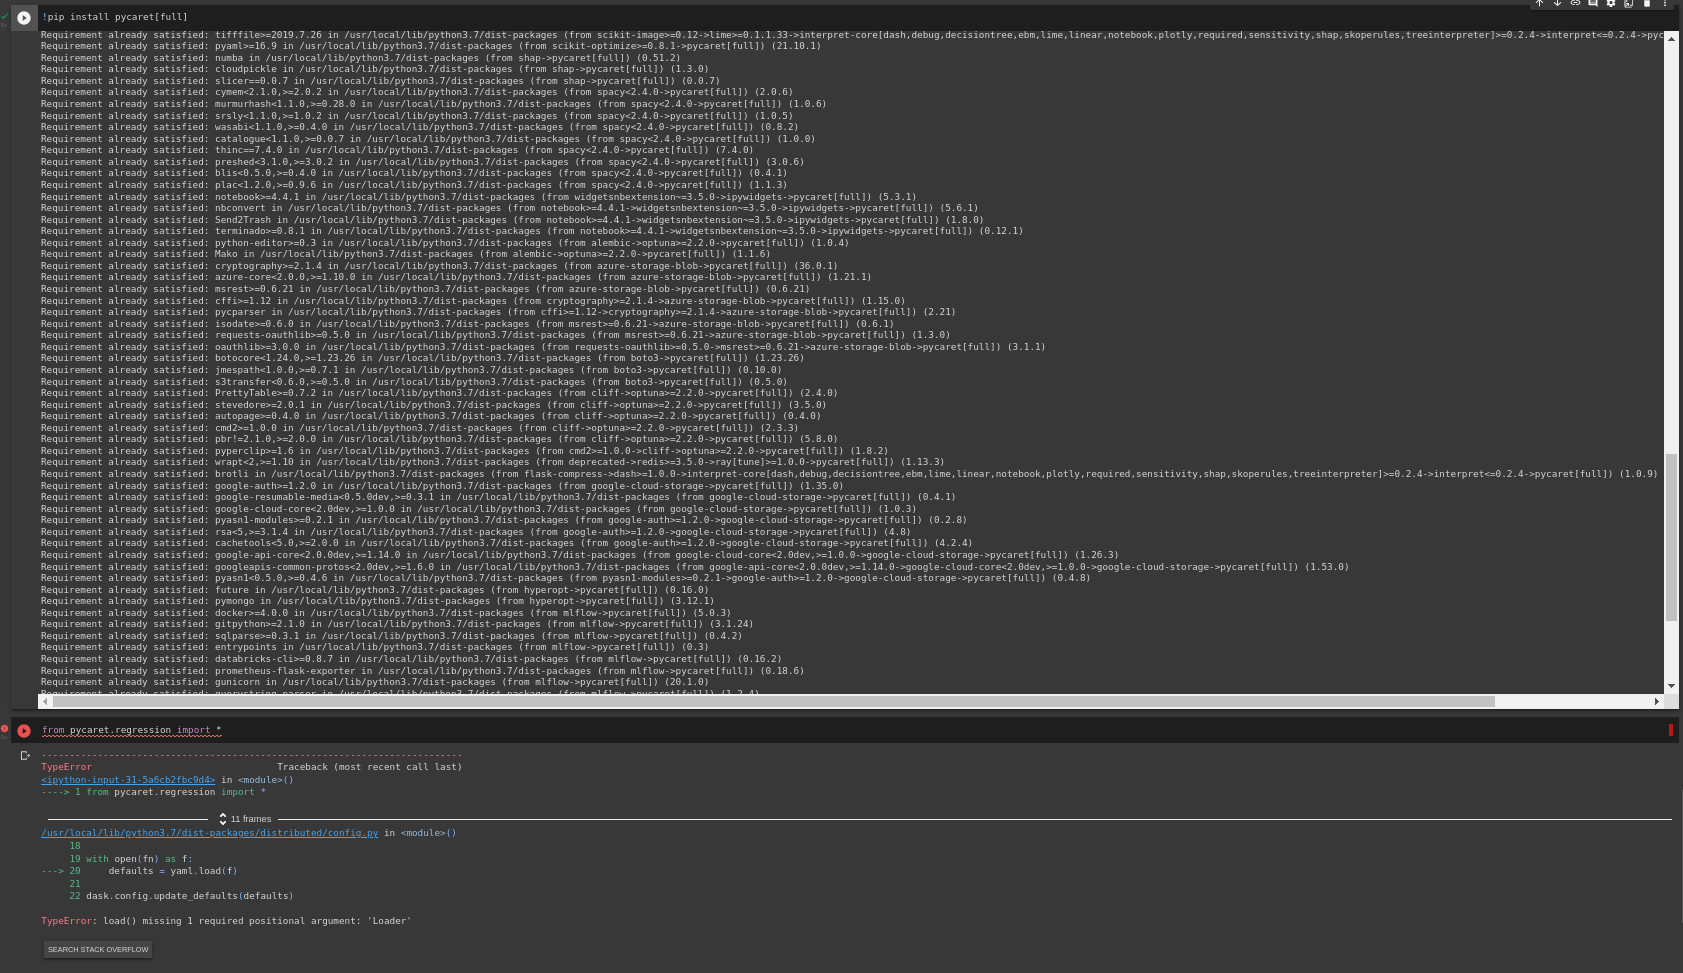 !pip install pycaret[full]
Requirement already satisfied: tifffile>=2019.7.26 in /usr/local/lib/python3.7/dist-packages (from scikit-image>=0.12->lime>=0.1.1.33->interpret-core[dash,debug,decisiontree,ebm,lime,linear,notebook,plotly,required,sensitivity,shap,skoperules,treeinterpreter]>=0.2.4->interpret<=0.2.4->pyc
Requirement already satisfied: pyaml>=16.9 in /usr/local/lib/python3.7/dist-packages (from scikit-optimize>=0.8.1->pycaret[full]) (21.10.1)
Requirement already satisfied: numba in /usr/local/lib/python3.7/dist-packages (from shap->pycaret[full]) (0.51.2)
Requirement already satisfied: cloudpickle in /usr/local/lib/python3.7/dist-packages (from shap->pycaret[full]) (1.3.0)
Requirement already satisfied: slicer==0.0.7 in /usr/local/lib/python3.7/dist-packages (from shap->pycaret[full]) (0.0.7)
Requirement already satisfied: cymem<2.1.0,>=2.0.2 in /usr/local/lib/python3.7/dist-packages (from spacy<2.4.0->pycaret[full]) (2.0.6)
Requirement already satisfied: murmurhash<1.1.0,>=0.28.0 in /usr/local/lib/python3.7/dist-packages (from spacy<2.4.0->pycaret[full]) (1.0.6)
Requirement already satisfied: srsly<1.1.0,>=1.0.2 in /usr/local/lib/python3.7/dist-packages (from spacy<2.4.0->pycaret[full]) (1.0.5)
Requirement already satisfied: wasabi<1.1.0,>=0.4.0 in /usr/local/lib/python3.7/dist-packages (from spacy<2.4.0->pycaret[full]) (0.8.2)
Requirement already satisfied: catalogue<1.1.0,>=0.0.7 in /usr/local/lib/python3.7/dist-packages (from spacy<2.4.0->pycaret[full]) (1.0.0)
Requirement already satisfied: thinc==7.4.0 in /usr/local/lib/python3.7/dist-packages (from spacy<2.4.0->pycaret[full]) (7.4.0)
Requirement already satisfied: preshed<3.1.0,>=3.0.2 in /usr/local/lib/python3.7/dist-packages (from spacy<2.4.0->pycaret[full]) (3.0.6)
Requirement already satisfied: blis<0.5.0,>=0.4.0 in /usr/local/lib/python3.7/dist-packages (from spacy<2.4.0->pycaret[full]) (0.4.1)
Requirement already satisfied: plac<1.2.0,>=0.9.6 in /usr/local/lib/python3.7/dist-packages (from spacy<2.4.0->pycaret[full]) (1.1.3)
Requirement already satisfied: notebook>=4.4.1 in /usr/local/lib/python3.7/dist-packages (from widgetsnbextension~=3.5.0->ipywidgets->pycaret[full]) (5.3.1)
Requirement already satisfied: nbconvert in /usr/local/lib/python3.7/dist-packages (from notebook>=4.4.1->widgetsnbextension~=3.5.0->ipywidgets->pycaret[full]) (5.6.1)
Requirement already satisfied: Send2Trash in /usr/local/lib/python3.7/dist-packages (from notebook>=4.4.1->widgetsnbextension~=3.5.0->ipywidgets->pycaret[full]) (1.8.0)
Requirement already satisfied: terminado>=0.8.1 in /usr/local/lib/python3.7/dist-packages (from notebook>=4.4.1->widgetsnbextension~=3.5.0->ipywidgets->pycaret[full]) (0.12.1)
Requirement already satisfied: python-editor>=0.3 in /usr/local/lib/python3.7/dist-packages (from alembic->optuna>=2.2.0->pycaret[full]) (1.0.4)
Requirement already satisfied: Mako in /usr/local/lib/python3.7/dist-packages (from alembic->optuna>=2.2.0->pycaret[full]) (1.1.6)
Requirement already satisfied: cryptography>=2.1.4 in /usr/local/lib/python3.7/dist-packages (from azure-storage-blob->pycaret[full]) (36.0.1)
Requirement already satisfied: azure-core<2.0.0,>=1.10.0 in /usr/local/lib/python3.7/dist-packages (from azure-storage-blob->pycaret[full]) (1.21.1)
Requirement already satisfied: msrest>=0.6.21 in /usr/local/lib/python3.7/dist-packages (from azure-storage-blob->pycaret[full]) (0.6.21)
Requirement already satisfied: cffi>=1.12 in /usr/local/lib/python3.7/dist-packages (from cryptography>=2.1.4->azure-storage-blob->pycaret[full]) (1.15.0)
Requirement already satisfied: pycparser in /usr/local/lib/python3.7/dist-packages (from cffi>=1.12->cryptography>=2.1.4->azure-storage-blob->pycaret[full]) (2.21)
Requirement already satisfied: isodate>=0.6.0 in /usr/local/lib/python3.7/dist-packages (from msrest>=0.6.21->azure-storage-blob->pycaret[full]) (0.6.1)
Requirement already satisfied: requests-oauthlib>=0.5.0 in /usr/local/lib/python3.7/dist-packages (from msrest>=0.6.21->azure-storage-blob->pycaret[full]) (1.3.0)
Requirement already satisfied: oauthlib>=3.0.0 in /usr/local/lib/python3.7/dist-packages (from requests-oauthlib>=0.5.0->msrest>=0.6.21->azure-storage-blob->pycaret[full]) (3.1.1)
Requirement already satisfied: botocore<1.24.0,>=1.23.26 in /usr/local/lib/python3.7/dist-packages (from boto3->pycaret[full]) (1.23.26)
Requirement already satisfied: jmespath<1.0.0,>=0.7.1 in /usr/local/lib/python3.7/dist-packages (from boto3->pycaret[full]) (0.10.0)
Requirement already satisfied: s3transfer<0.6.0,>=0.5.0 in /usr/local/lib/python3.7/dist-packages (from boto3->pycaret[full]) (0.5.0)
Requirement already satisfied: PrettyTable>=0.7.2 in /usr/local/lib/python3.7/dist-packages (from cliff->optuna>=2.2.0->pycaret[full]) (2.4.0)
Requirement already satisfied: stevedore>=2.0.1 in /usr/local/lib/python3.7/dist-packages (from cliff->optuna>=2.2.0->pycaret[full]) (3.5.0)
Requirement already satisfied: autopage>=0.4.0 in /usr/local/lib/python3.7/dist-packages (from cliff->optuna>=2.2.0->pycaret[full]) (0.4.0)
Requirement already satisfied: cmd2>=1.0.0 in /usr/local/lib/python3.7/dist-packages (from cliff->optuna>=2.2.0->pycaret[full]) (2.3.3)
Requirement already satisfied: pbr!=2.1.0,>=2.0.0 in /usr/local/lib/python3.7/dist-packages (from cliff->optuna>=2.2.0->pycaret[full]) (5.8.0)
Requirement already satisfied: pyperclip>=1.6 in /usr/local/lib/python3.7/dist-packages (from cmd2>=1.0.0->cliff->optuna>=2.2.0->pycaret[full]) (1.8.2)
Requirement already satisfied: wrapt<2,>=1.10 in /usr/local/lib/python3.7/dist-packages (from deprecated->redis>=3.5.0->ray[tune]>=1.0.0->pycaret[full]) (1.13.3)
Requirement already satisfied: brotli in /usr/local/lib/python3.7/dist-packages (from flask-compress->dash>=1.0.0->interpret-core[dash,debug,decisiontree,ebm,lime,linear,notebook,plotly,required,sensitivity,shap,skoperules,treeinterpreter]>=0.2.4->interpret<=0.2.4->pycaret[full]) (1.0.9)
Requirement already satisfied: google-auth>=1.2.0 in /usr/local/lib/python3.7/dist-packages (from google-cloud-storage->pycaret[full]) (1.35.0)
Requirement already satisfied: google-resumable-media<0.5.0dev,>=0.3.1 in /usr/local/lib/python3.7/dist-packages (from google-cloud-storage->pycaret[full]) (0.4.1)
Requirement already satisfied: google-cloud-core<2.0dev,>=1.0.0 in /usr/local/lib/python3.7/dist-packages (from google-cloud-storage->pycaret[full]) (1.0.3)
Requirement already satisfied: pyasn1-modules>=0.2.1 in /usr/local/lib/python3.7/dist-packages (from google-auth>=1.2.0->google-cloud-storage->pycaret[full]) (0.2.8)
Requirement already satisfied: rsa<5,>=3.1.4 in /usr/local/lib/python3.7/dist-packages (from google-auth>=1.2.0->google-cloud-storage->pycaret[full]) (4.8)
Requirement already satisfied: cachetools<5.0,>=2.0.0 in /usr/local/lib/python3.7/dist-packages (from google-auth>=1.2.0->google-cloud-storage->pycaret[full]) (4.2.4)
Requirement already satisfied: google-api-core<2.0.0dev,>=1.14.0 in /usr/local/lib/python3.7/dist-packages (from google-cloud-core<2.0dev,>=1.0.0->google-cloud-storage->pycaret[full]) (1.26.3)
Requirement already satisfied: googleapis-common-protos<2.0dev,>=1.6.0 in /usr/local/lib/python3.7/dist-packages (from google-api-core<2.0.0dev,>=1.14.0->google-cloud-core<2.0dev,>=1.0.0->google-cloud-storage->pycaret[full]) (1.53.0)
Requirement already satisfied: pyasn1<0.5.0,>=0.4.6 in /usr/local/lib/python3.7/dist-packages (from pyasn1-modules>=0.2.1->google-auth>=1.2.0->google-cloud-storage->pycaret[full]) (0.4.8)
Requirement already satisfied: future in /usr/local/lib/python3.7/dist-packages (from hyperopt->pycaret[full]) (0.16.0)
Requirement already satisfied: pymongo in /usr/local/lib/python3.7/dist-packages (from hyperopt->pycaret[full]) (3.12.1)
Requirement already satisfied: docker>=4.0.0 in /usr/local/lib/python3.7/dist-packages (from mlflow->pycaret[full]) (5.0.3)
Requirement already satisfied: gitpython>=2.1.0 in /usr/local/lib/python3.7/dist-packages (from mlflow->pycaret[full]) (3.1.24)
Requirement already satisfied: sqlparse>=0.3.1 in /usr/local/lib/python3.7/dist-packages (from mlflow->pycaret[full]) (0.4.2)
Requirement already satisfied: entrypoints in /usr/local/lib/python3.7/dist-packages (from mlflow->pycaret[full]) (0.3)
Requirement already satisfied: databricks-cli>=0.8.7 in /usr/local/lib/python3.7/dist-packages (from mlflow->pycaret[full]) (0.16.2)
Requirement already satisfied: prometheus-flask-exporter in /usr/local/lib/python3.7/dist-packages (from mlflow->pycaret[full]) (0.18.6)
Requirement already satisfied: gunicorn in /usr/local/lib/python3.7/dist-packages (from mlflow->pycaret[full]) (20.1.0)
Requirement already satisfied: querystring-parser in /usr/local/lib/python3.7/dist-packages (from mlflow->pycaret[full]) (1.2.4)
from pycaret.regression import *
---------------------------------------------------------------------------
TypeError Traceback (most recent call last)
<ipython-input-31-5a6cb2fbc9d4> in <module>()
----> 1 from pycaret.regression import *
11 frames
/usr/local/lib/python3.7/dist-packages/distributed/config.py in <module>()
18
19 with open(fn) as f:
---> 20 defaults = yaml.load(f)
21
22 dask.config.update_defaults(defaults)
TypeError: load() missing 1 required positional argument: 'Loader'
SEARCH STACK OVERFLOW